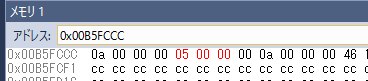 メモリ 1
アドレス: 0x00B5FCCC
0x00B5FCCC 0a 00 00 00 05 00 00 00 0a 00 00 00 46 1
0x00B5FCF1 cc cc cc cc cc cc cc cc cc cc cc cc cc c